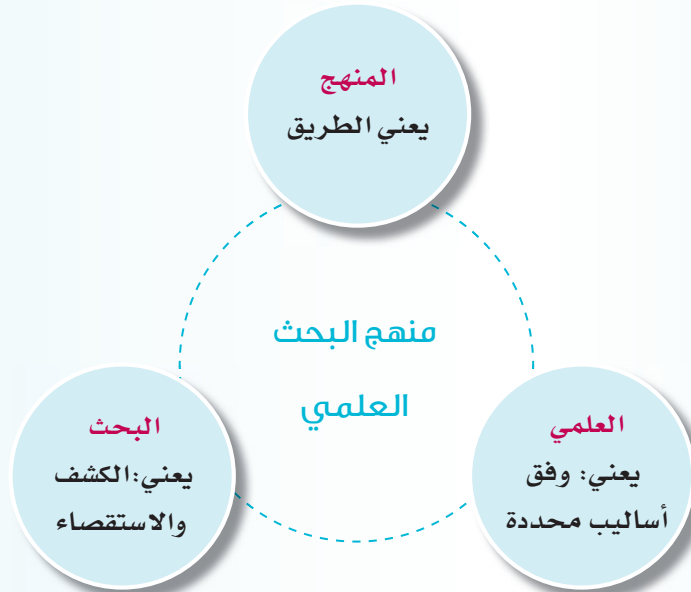 المنهج
يعني الطريق
منهج البحث
العلمي
العلمي
يعني: وفق
أساليب محددة
البحث
يعني:الكشف
والاستقصاء